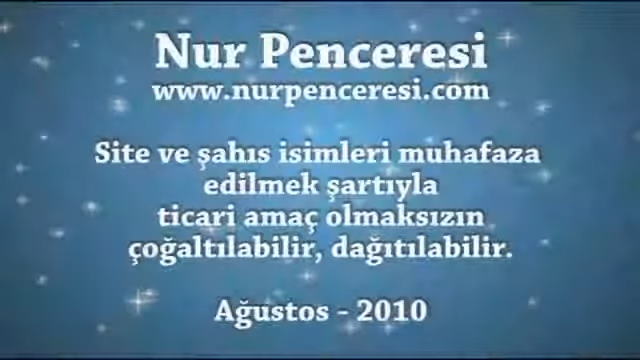 Nur Penceresi
www.nurpenceresi.com
Site ve şahıs isimleri muhafaza
edilmek şartıyla
ticari amaç olmaksızın
çoğaltılabilir, dağıtılabilir.
Ağustos - 2010